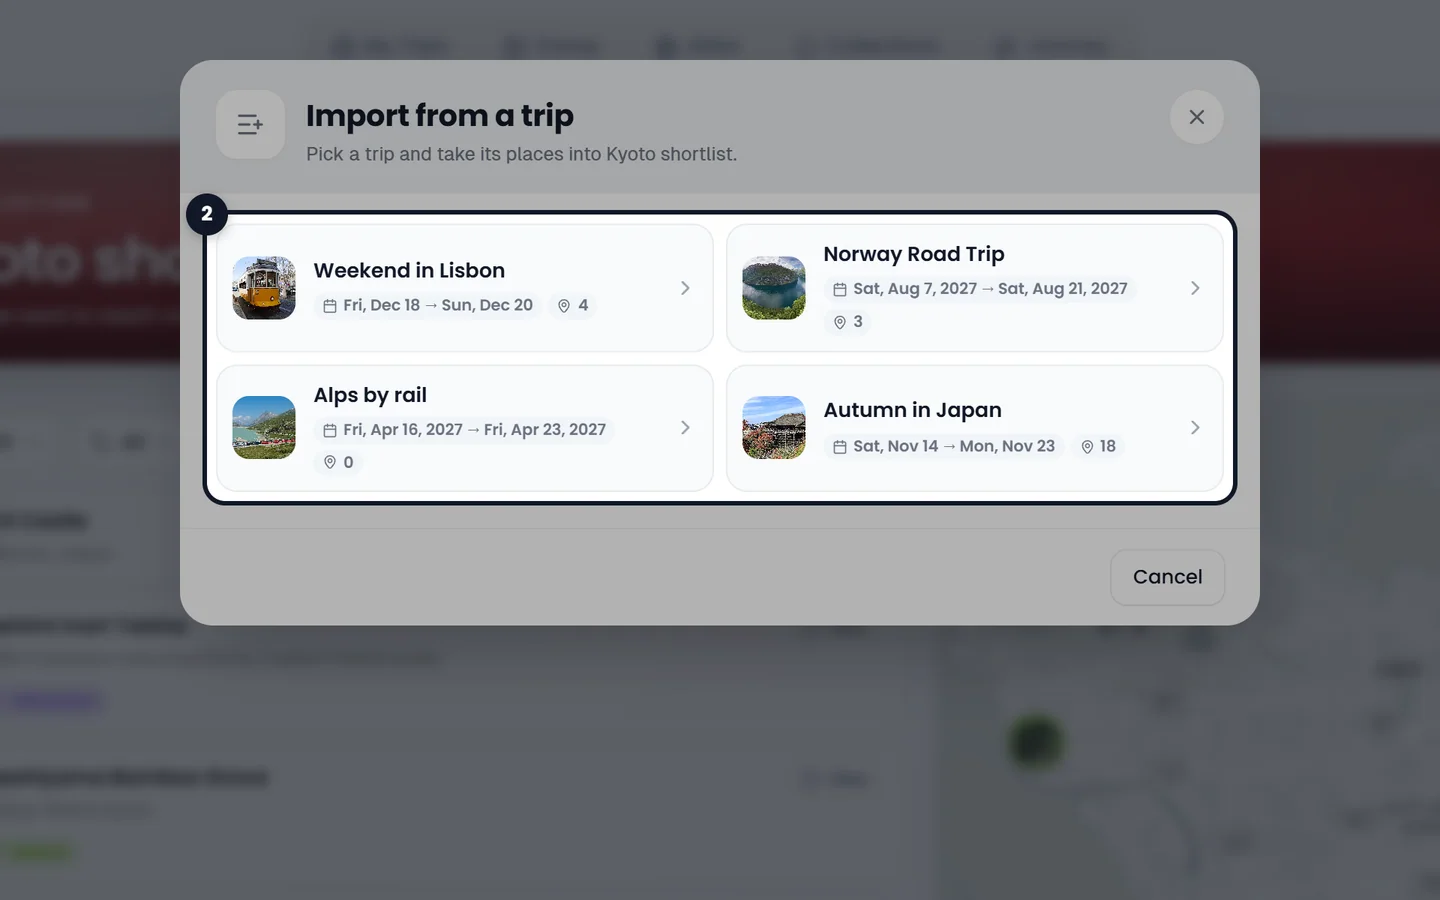 Import from a trip
Pick a trip and take its places into Kyoto shortlist.
2
Weekend in Lisbon
Fri, Dec 18 → Sun, Dec 20
4
Norway Road Trip
Sat, Aug 7, 2027 → Sat, Aug 21, 2027
3
Alps by rail
Fri, Apr 16, 2027 → Fri, Apr 23, 2027
0
Autumn in Japan
Sat, Nov 14 → Mon, Nov 23
18
Cancel